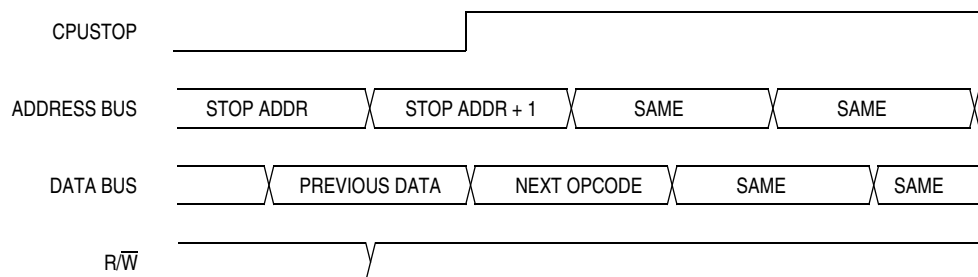 CPUSTOP
ADDRESS BUS STOP ADDR STOP ADDR + 1 SAME SAME
DATA BUS PREVIOUS DATA NEXT OPCODE SAME SAME
R/W̅